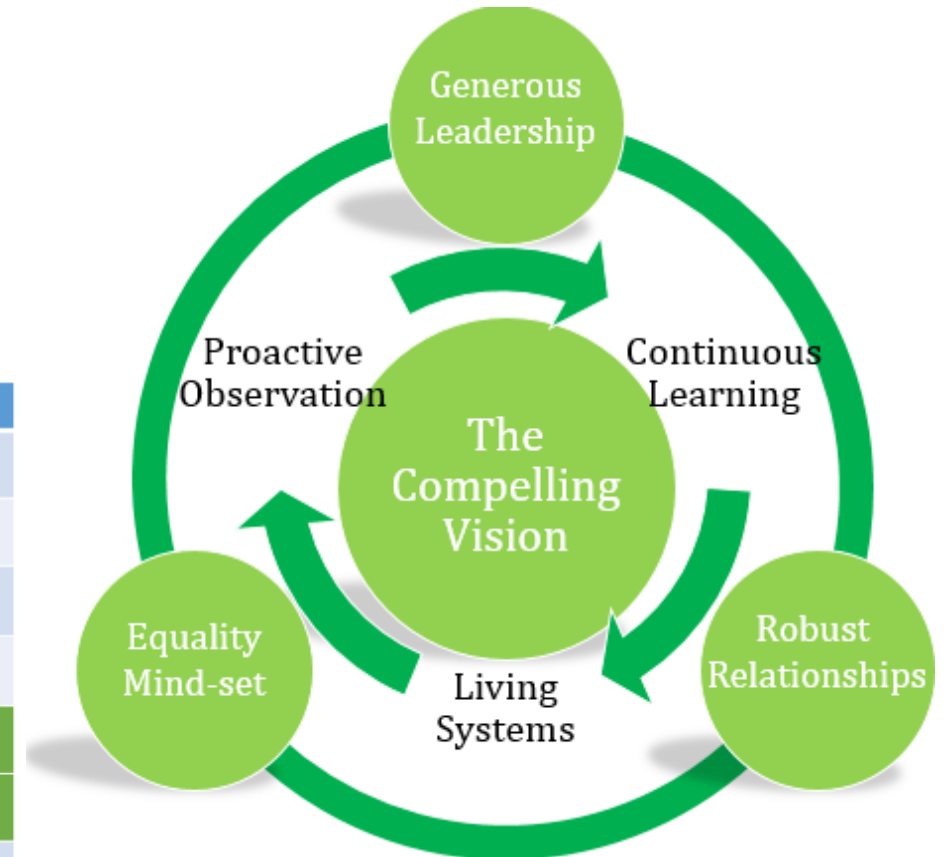 Generous
Leadership
Proactive
Observation
Continuous
Learning
The
Compelling
Vision
Equality
Mind-set
Living
Systems
Robust
Relationships